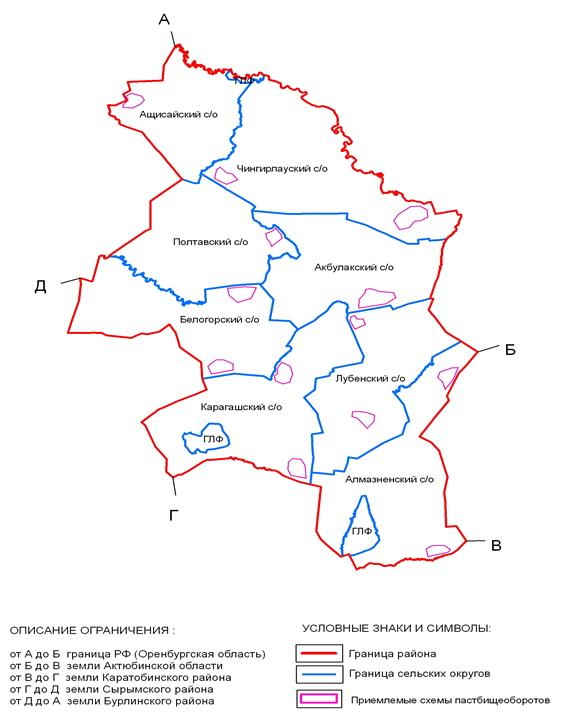 А
ГЛФ
Ащисайский с/о
Чингирлауский с/о
Полтавский с/о
Акбулакский с/о
Д
Белогорский с/о
Б
Лубенский с/о
Карагашский с/о
ГЛФ
Алмазненский с/о
Г
ГЛФ
В
ОПИСАНИЕ ОГРАНИЧЕНИЯ :
от А до Б граница РФ (Оренбургская область)
от Б до В земли Актюбинской области
от В до Г земли Каратобинского района
от Г до Д земли Сырымского района
от Д до А земли Бурлинского района
УСЛОВНЫЕ ЗНАКИ И СИМВОЛЫ:
Граница района
Граница сельских округов
Приемлемые схемы пастбищеоборотов